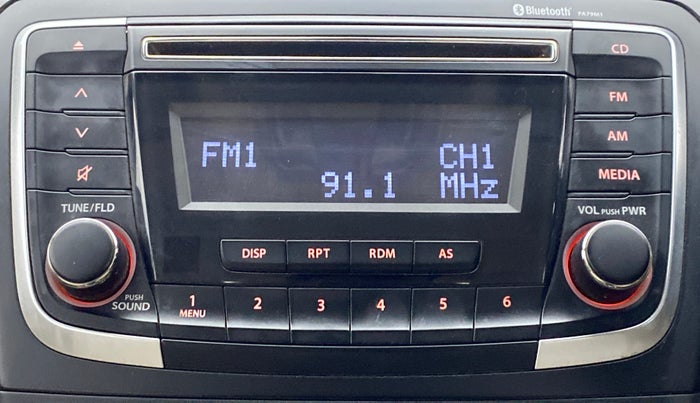 Bluetooth PA79M1
CD
FM
AM
MEDIA
FM1 CH1
91.1 MHz
TUNE/FLD
VOL PUSH PWR
DISP RPT RDM AS
PUSH
SOUND
1 2 3 4 5 6
MENU